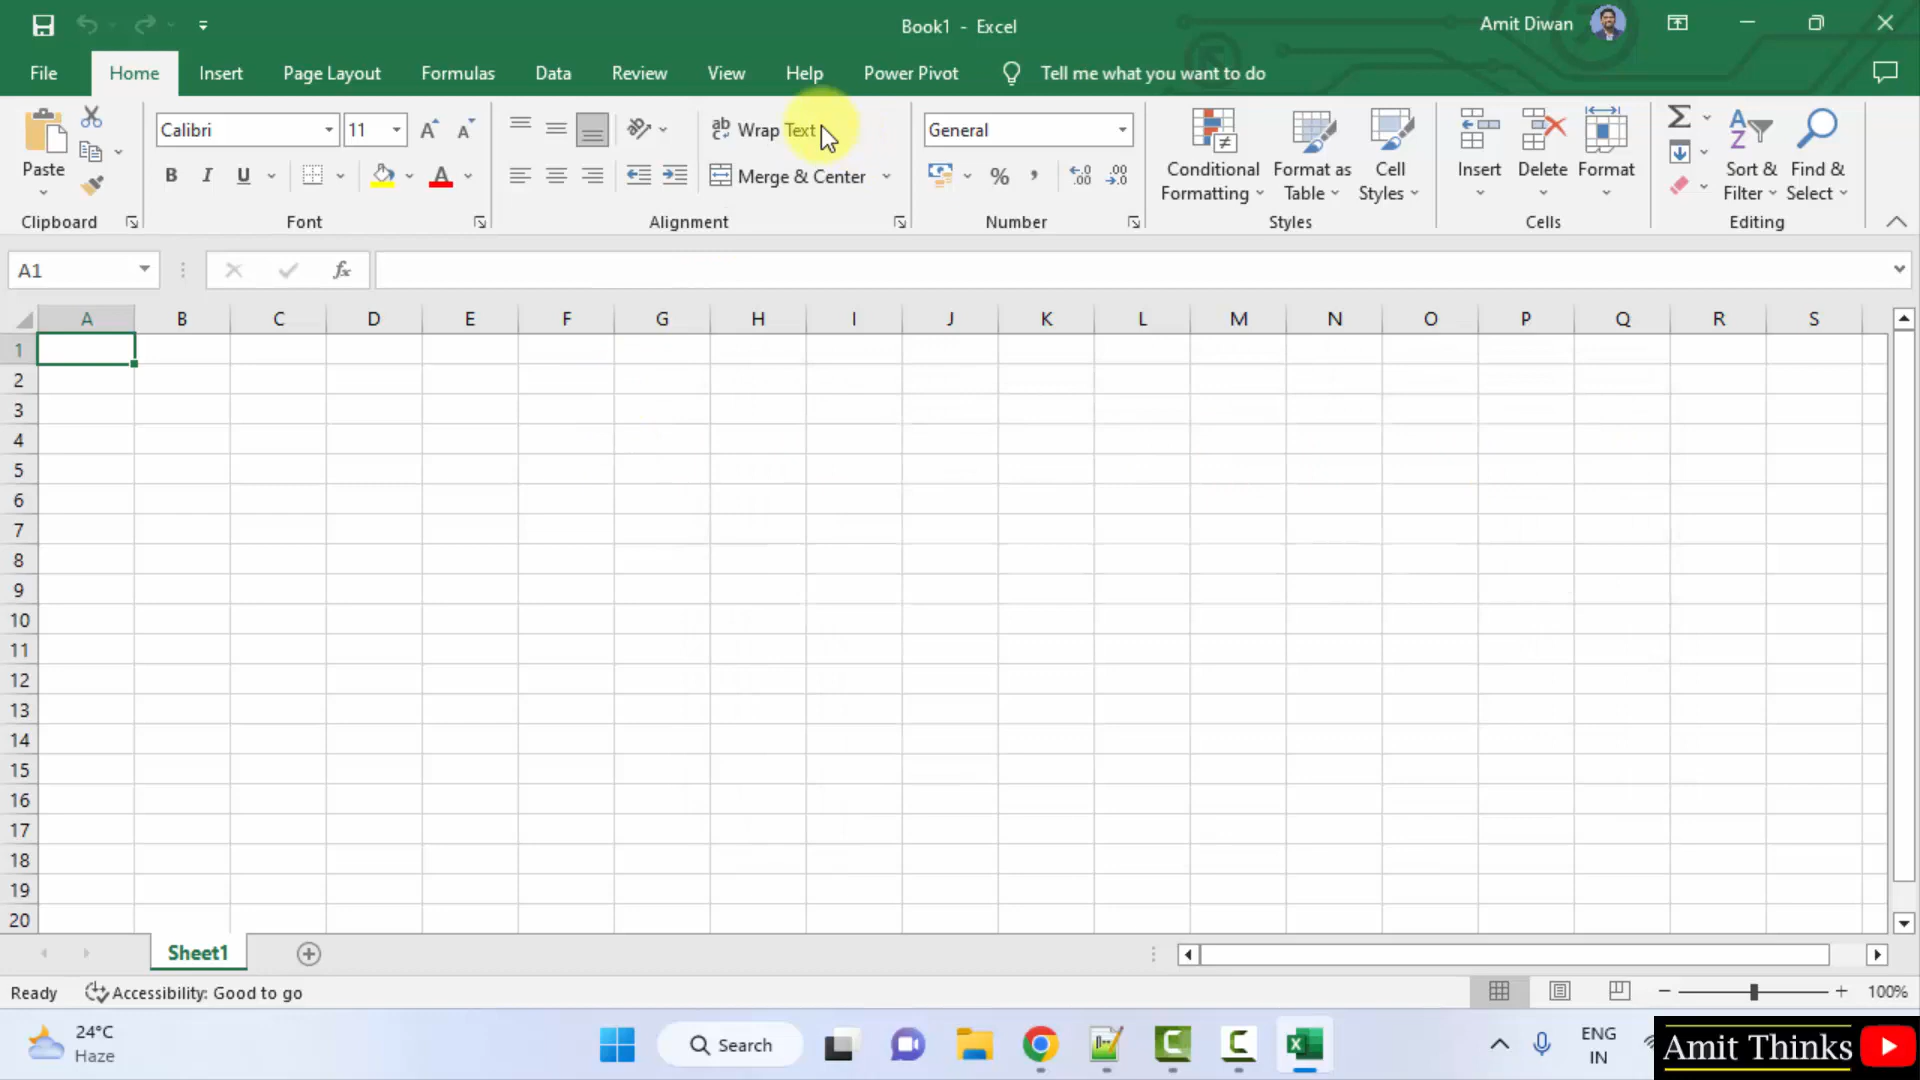 Book1 - Excel
Amit Diwan
File Home Insert Page Layout Formulas Data Review View Help Power Pivot Tell me what you want to do
Calibri 11 Wrap Text General
Paste B I U A Merge & Center % Conditional Formatting Format as Table Cell Styles Insert Delete Format Sort & Filter Find & Select
Clipboard Font Alignment Number Styles Cells Editing
A1 fx
A B C D E F G H I J K L M N O P Q R S
1
2
3
4
5
6
7
8
9
10
11
12
13
14
15
16
17
18
19
20
Sheet1
Ready Accessibility: Good to go 100%
24°C
Haze
Search
ENG
IN
Amit Thinks